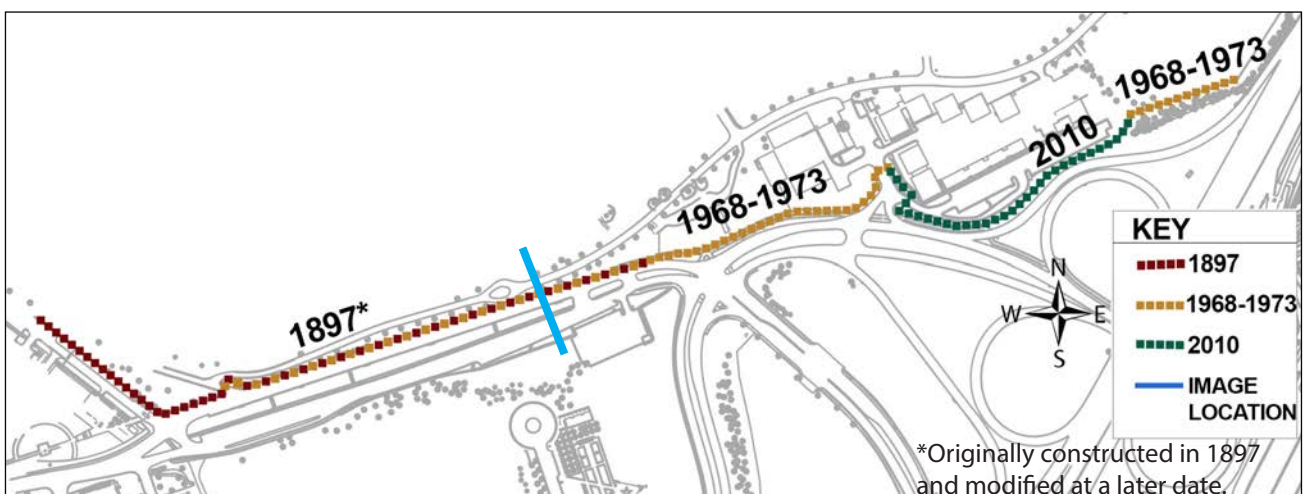 1968-1973
2010
1968-1973
1897*
KEY
1897
1968-1973
2010
IMAGE
LOCATION
N
W E
S
*Originally constructed in 1897
and modified at a later date.